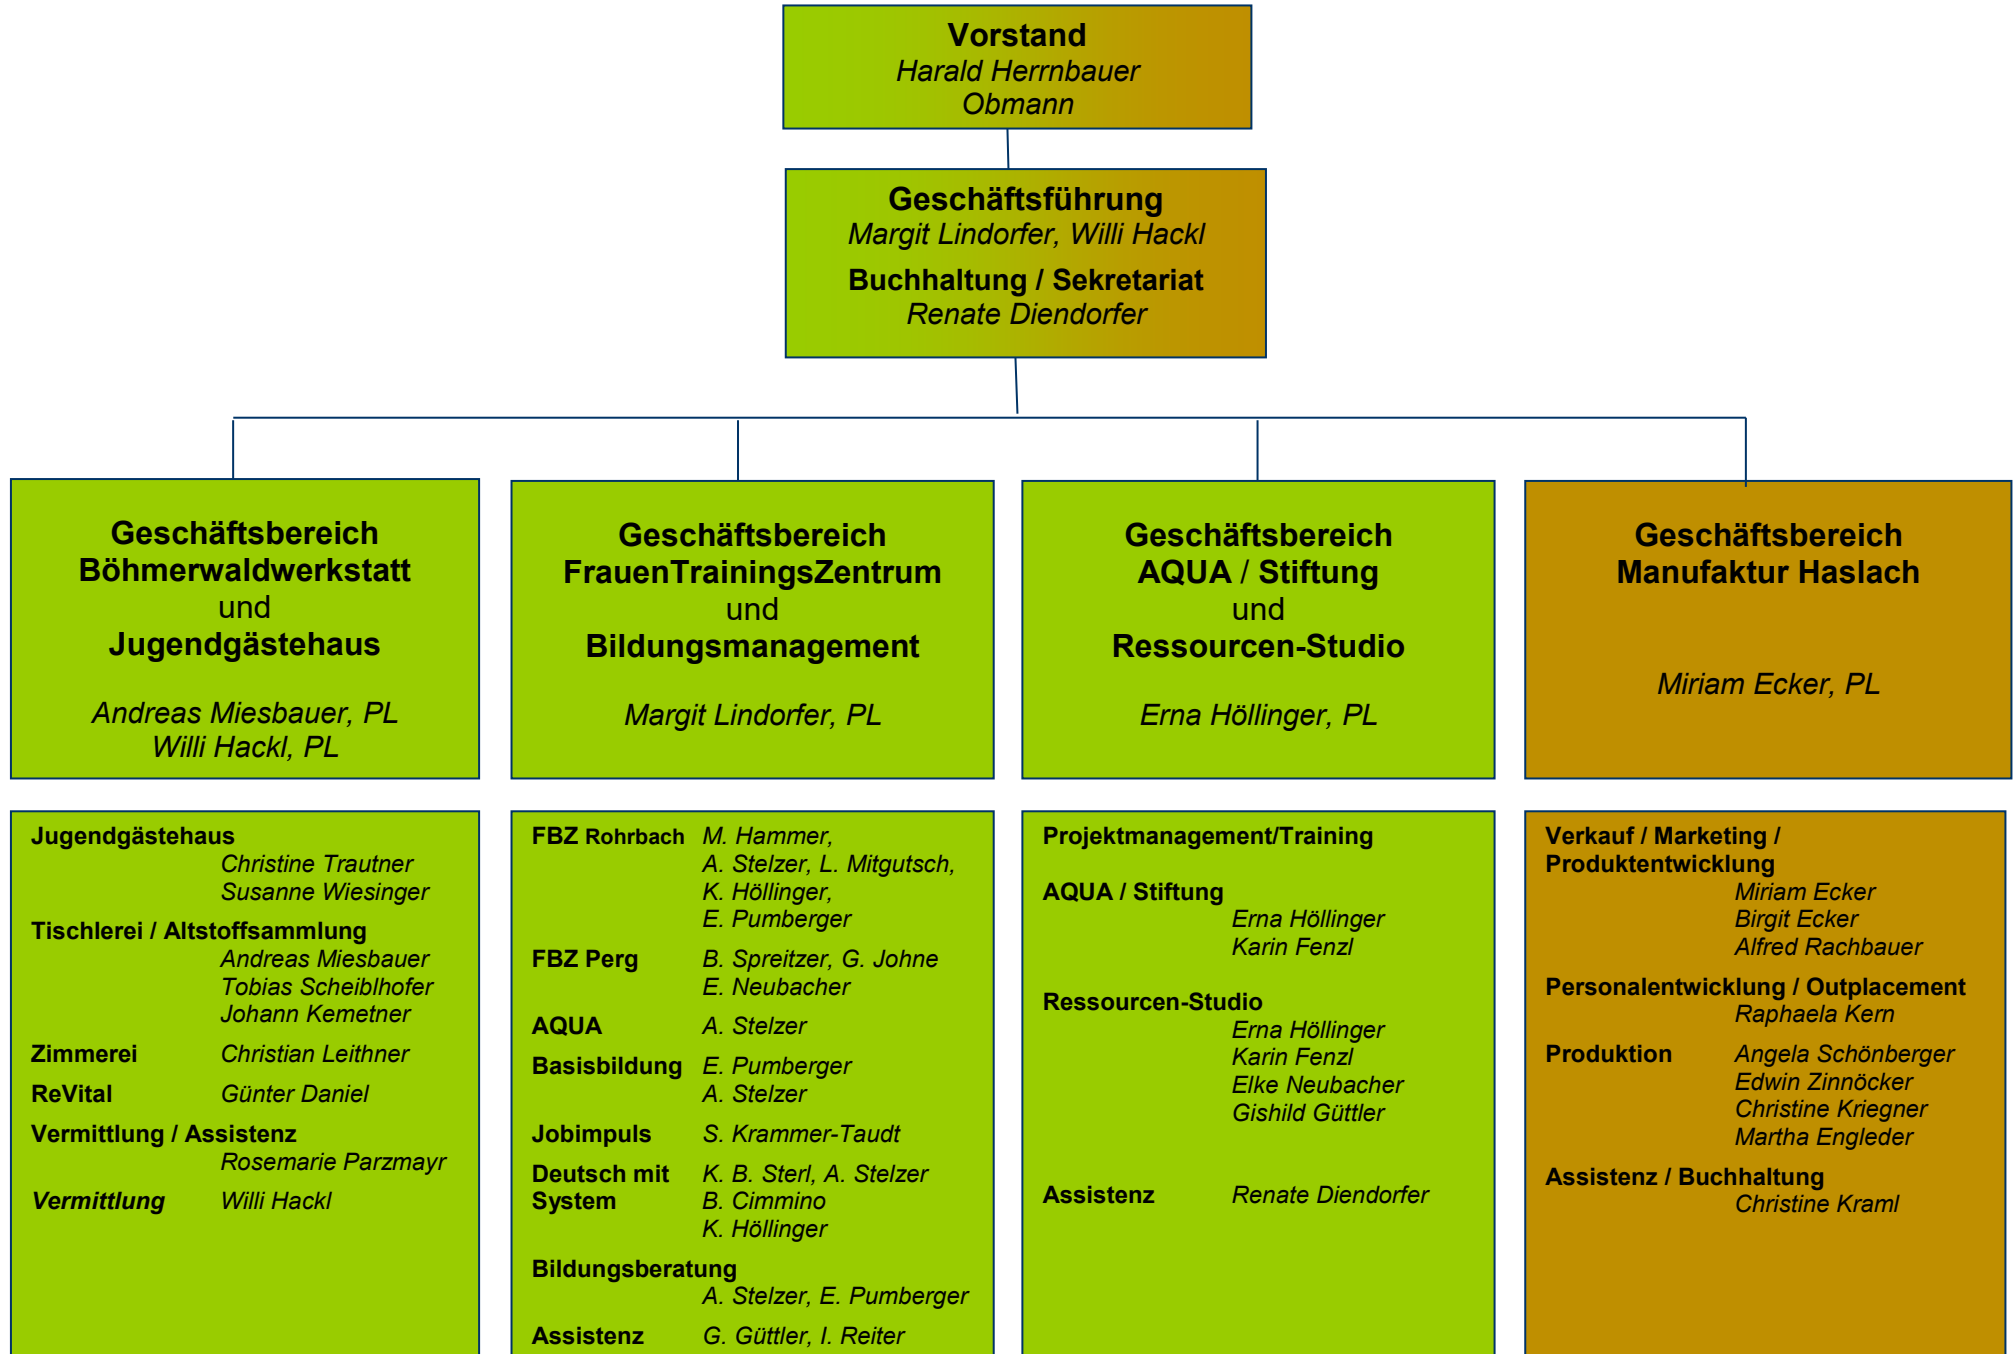 Vorstand
Harald Herrnbauer
Obmann
Geschäftsführung
Margit Lindorfer, Willi Hackl
Buchhaltung / Sekretariat
Renate Diendorfer
Geschäftsbereich
Böhmerwaldwerkstatt
und
Jugendgästehaus
Andreas Miesbauer, PL
Willi Hackl, PL
Geschäftsbereich
FrauenTrainingsZentrum
und
Bildungsmanagement
Margit Lindorfer, PL
Geschäftsbereich
AQUA / Stiftung
und
Ressourcen-Studio
Erna Höllinger, PL
Geschäftsbereich
Manufaktur Haslach
Miriam Ecker, PL
Jugendgästehaus
Christine Trautner
Susanne Wiesinger
Tischlerei / Altstoffsammlung
Andreas Miesbauer
Tobias Scheiblhofer
Johann Kemetner
Zimmerei Christian Leithner
ReVital Günter Daniel
Vermittlung / Assistenz
Rosemarie Parzmayr
Vermittlung Willi Hackl
FBZ Rohrbach M. Hammer,
A. Stelzer, L. Mitgutsch,
K. Höllinger,
E. Pumberger
FBZ Perg B. Spreitzer, G. Johne
E. Neubacher
AQUA A. Stelzer
Basisbildung E. Pumberger
A. Stelzer
Jobimpuls S. Krammer-Taudt
Deutsch mit K. B. Sterl, A. Stelzer
System B. Cimmino
K. Höllinger
Bildungsberatung
A. Stelzer, E. Pumberger
Assistenz G. Güttler, I. Reiter
Projektmanagement/Training
AQUA / Stiftung
Erna Höllinger
Karin Fenzl
Ressourcen-Studio
Erna Höllinger
Karin Fenzl
Elke Neubacher
Gishild Güttler
Assistenz Renate Diendorfer
Verkauf / Marketing /
Produktentwicklung
Miriam Ecker
Birgit Ecker
Alfred Rachbauer
Personalentwicklung / Outplacement
Raphaela Kern
Produktion Angela Schönberger
Edwin Zinnöcker
Christine Kriegner
Martha Engleder
Assistenz / Buchhaltung
Christine Kraml